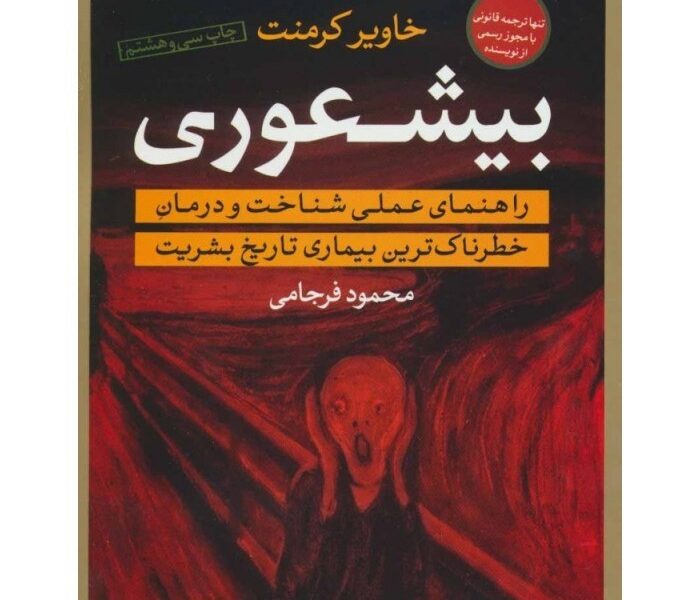 تنها ترجمه قانونی
با مجوز رسمی
از نویسنده
خاویر کرمنت
چاپ سی و هشتم
بیشعوری
راهنمای عملی شناخت و درمانِ
خطرناک‌ترین بیماری تاریخ بشریت
محمود فرجامی